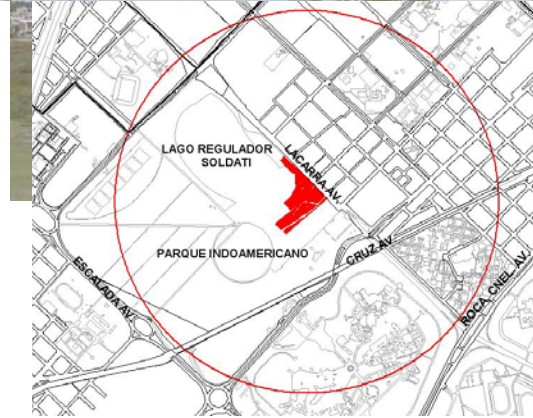 LAGO REGULADOR
SOLDATI
LACARRA AV.
PARQUE INDOAMERICANO
CRUZ AV.
ESCALADA AV.
ROCA, CNEL. AV.